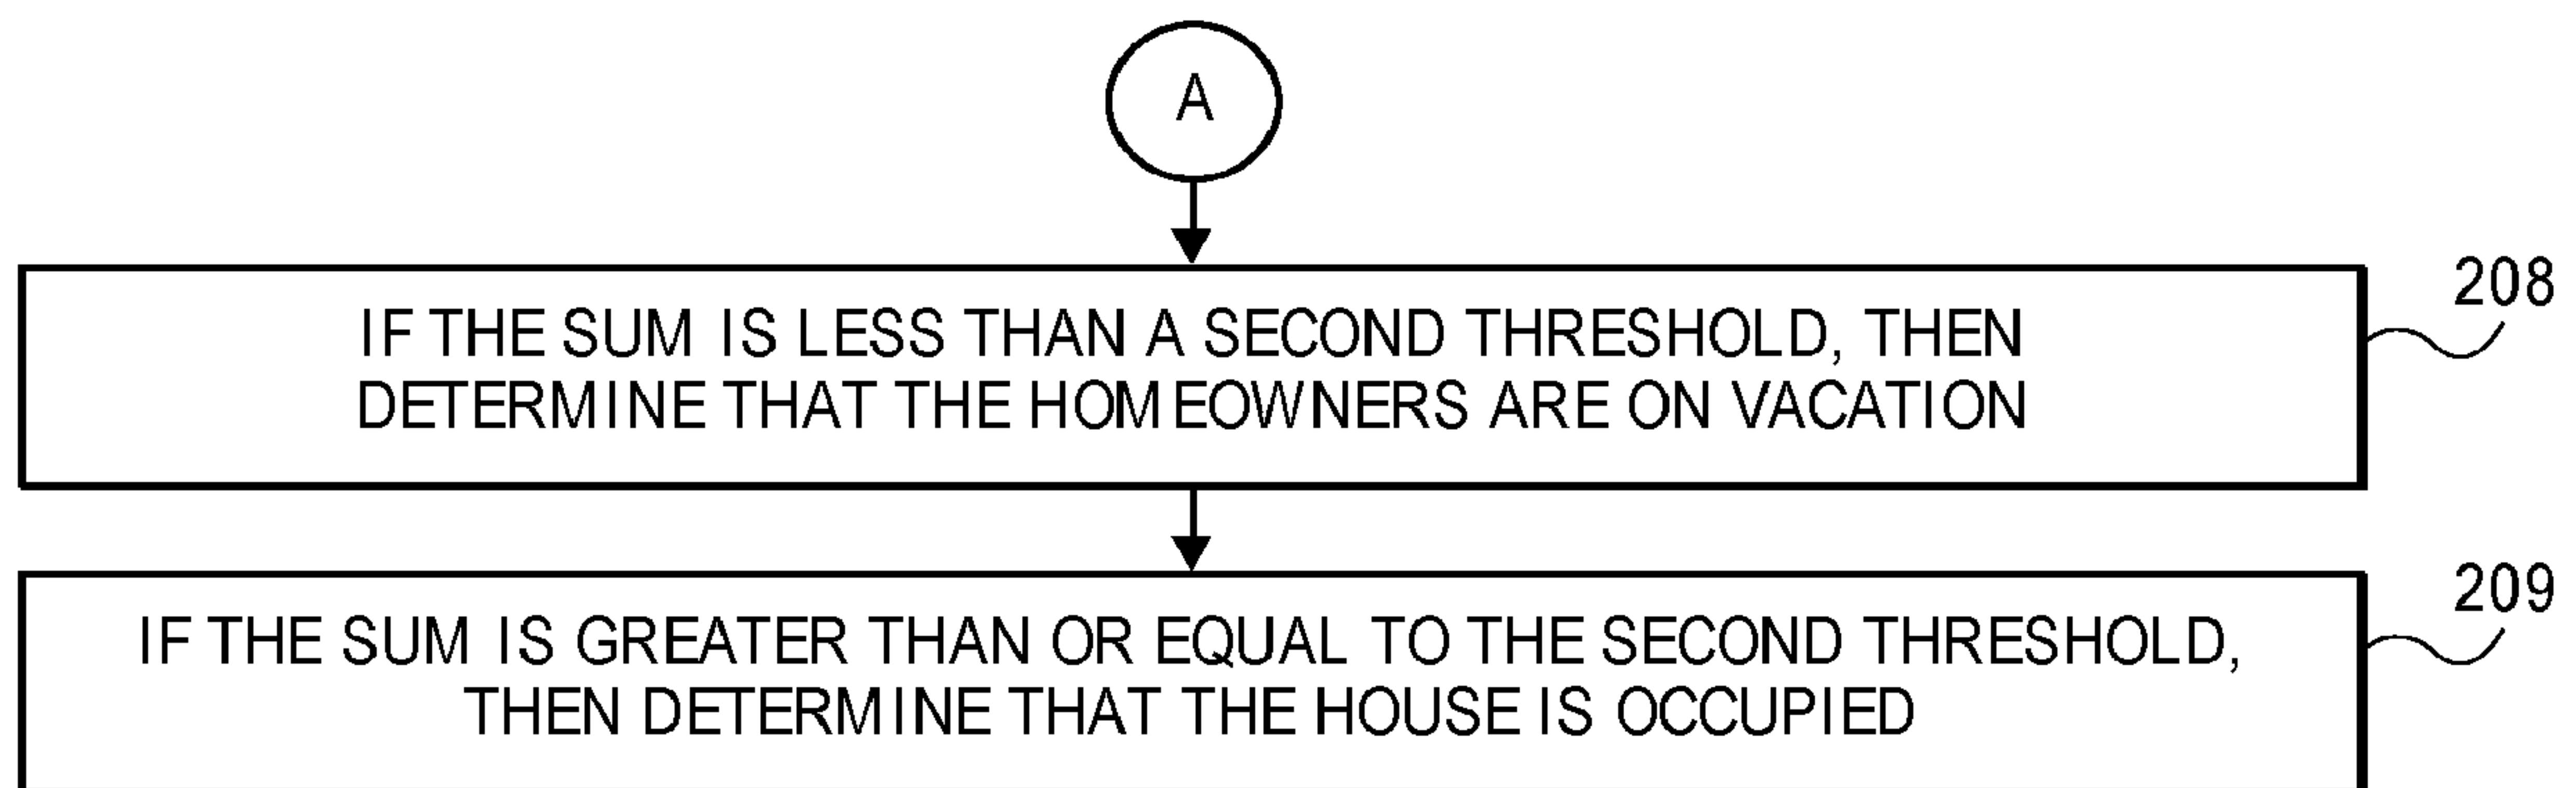 A
208
IF THE SUM IS LESS THAN A SECOND THRESHOLD, THEN
DETERMINE THAT THE HOMEOWNERS ARE ON VACATION
209
IF THE SUM IS GREATER THAN OR EQUAL TO THE SECOND THRESHOLD,
THEN DETERMINE THAT THE HOUSE IS OCCUPIED